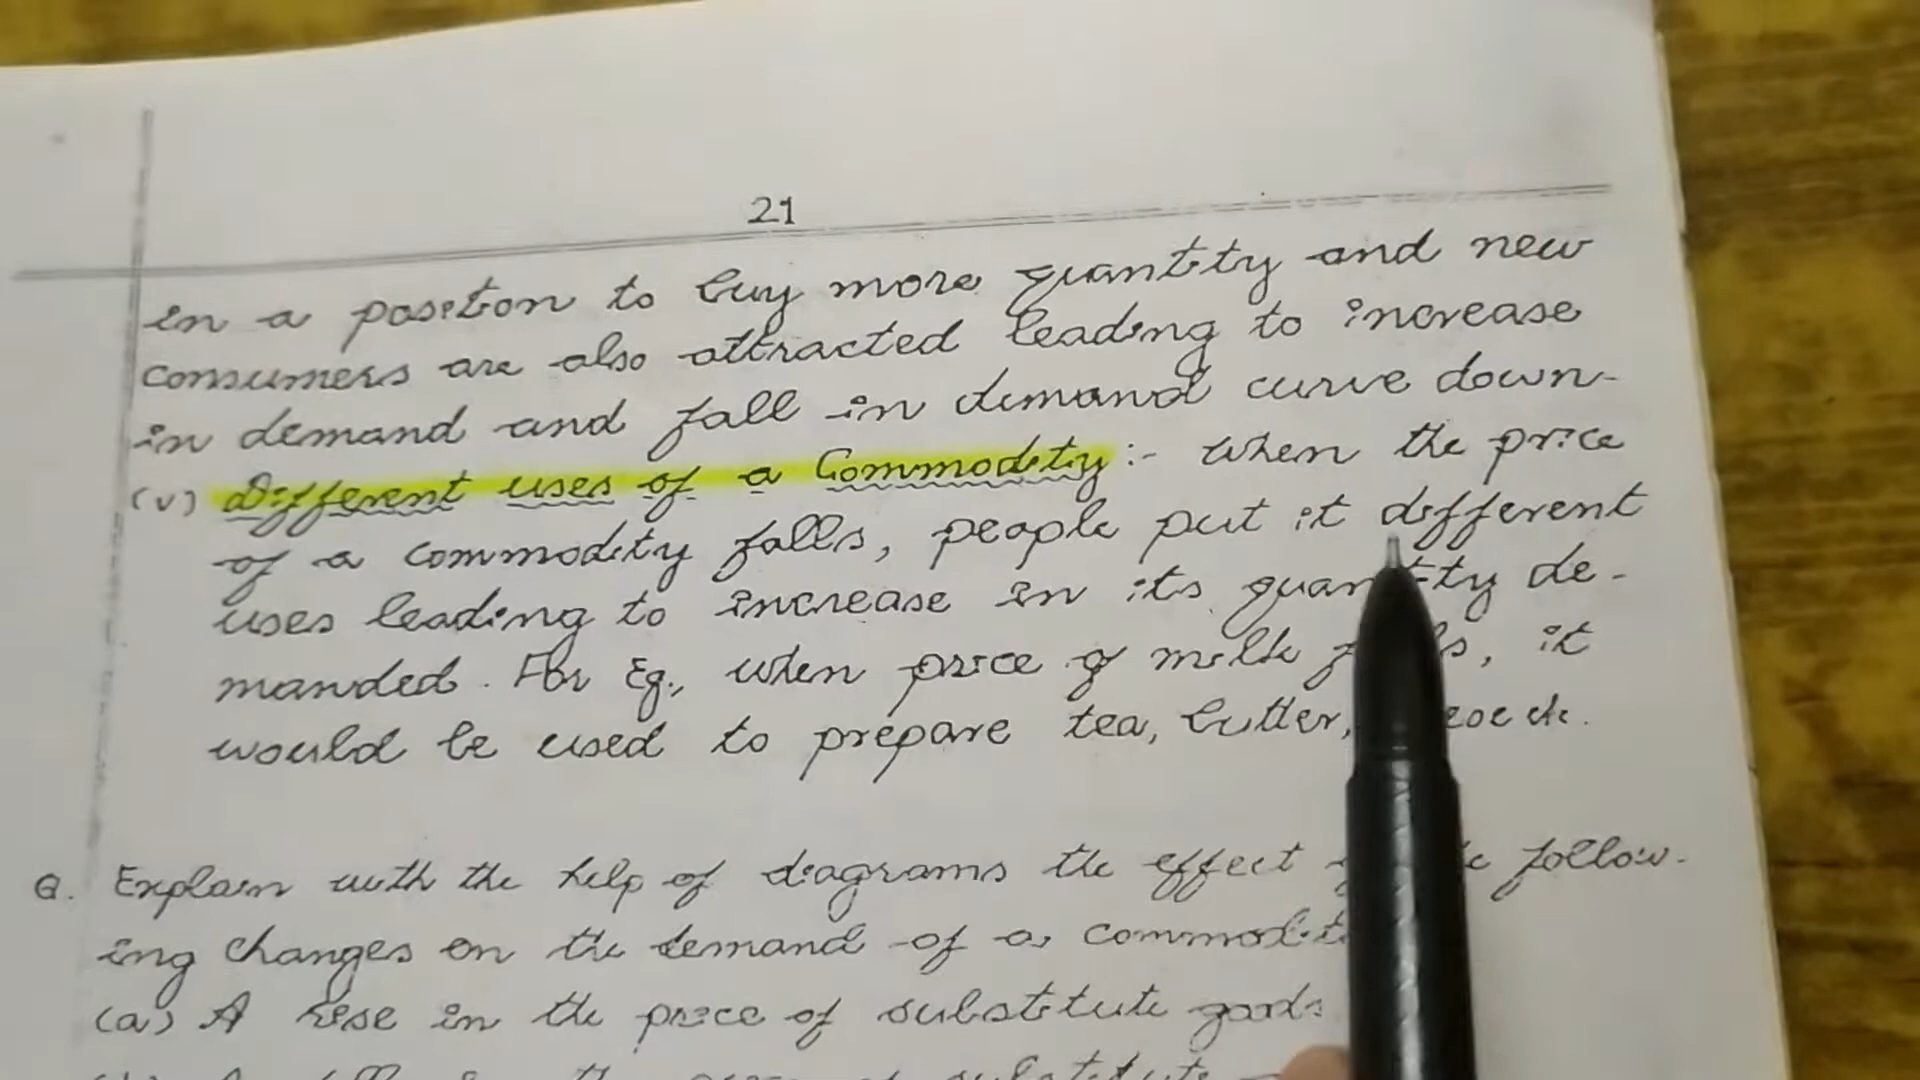 21
in a position to buy more quantity and new
consumers are also attracted leading to increase
in demand and fall in demand curve down-
(v) Different uses of a Commodity :- when the price
of a commodity falls, people put it different
uses leading to increase in its quantity de-
manded. For Eg., when price of milk, it
would be used to prepare tea, butter, etc.
Q. Explain with the help of diagrams the effect follow-
ing changes on the demand of a commodit
(a) A rise in the price of substitute goods
substitute